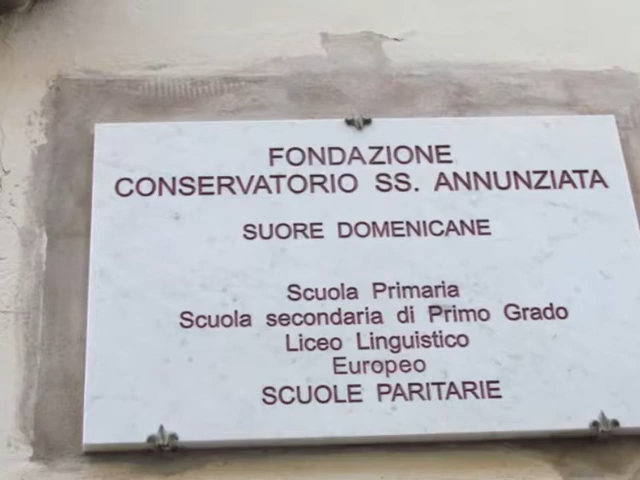 FONDAZIONE
CONSERVATORIO SS. ANNUNZIATA
SUORE DOMENICANE
Scuola Primaria
Scuola secondaria di Primo Grado
Liceo Linguistico
Europeo
SCUOLE PARITARIE